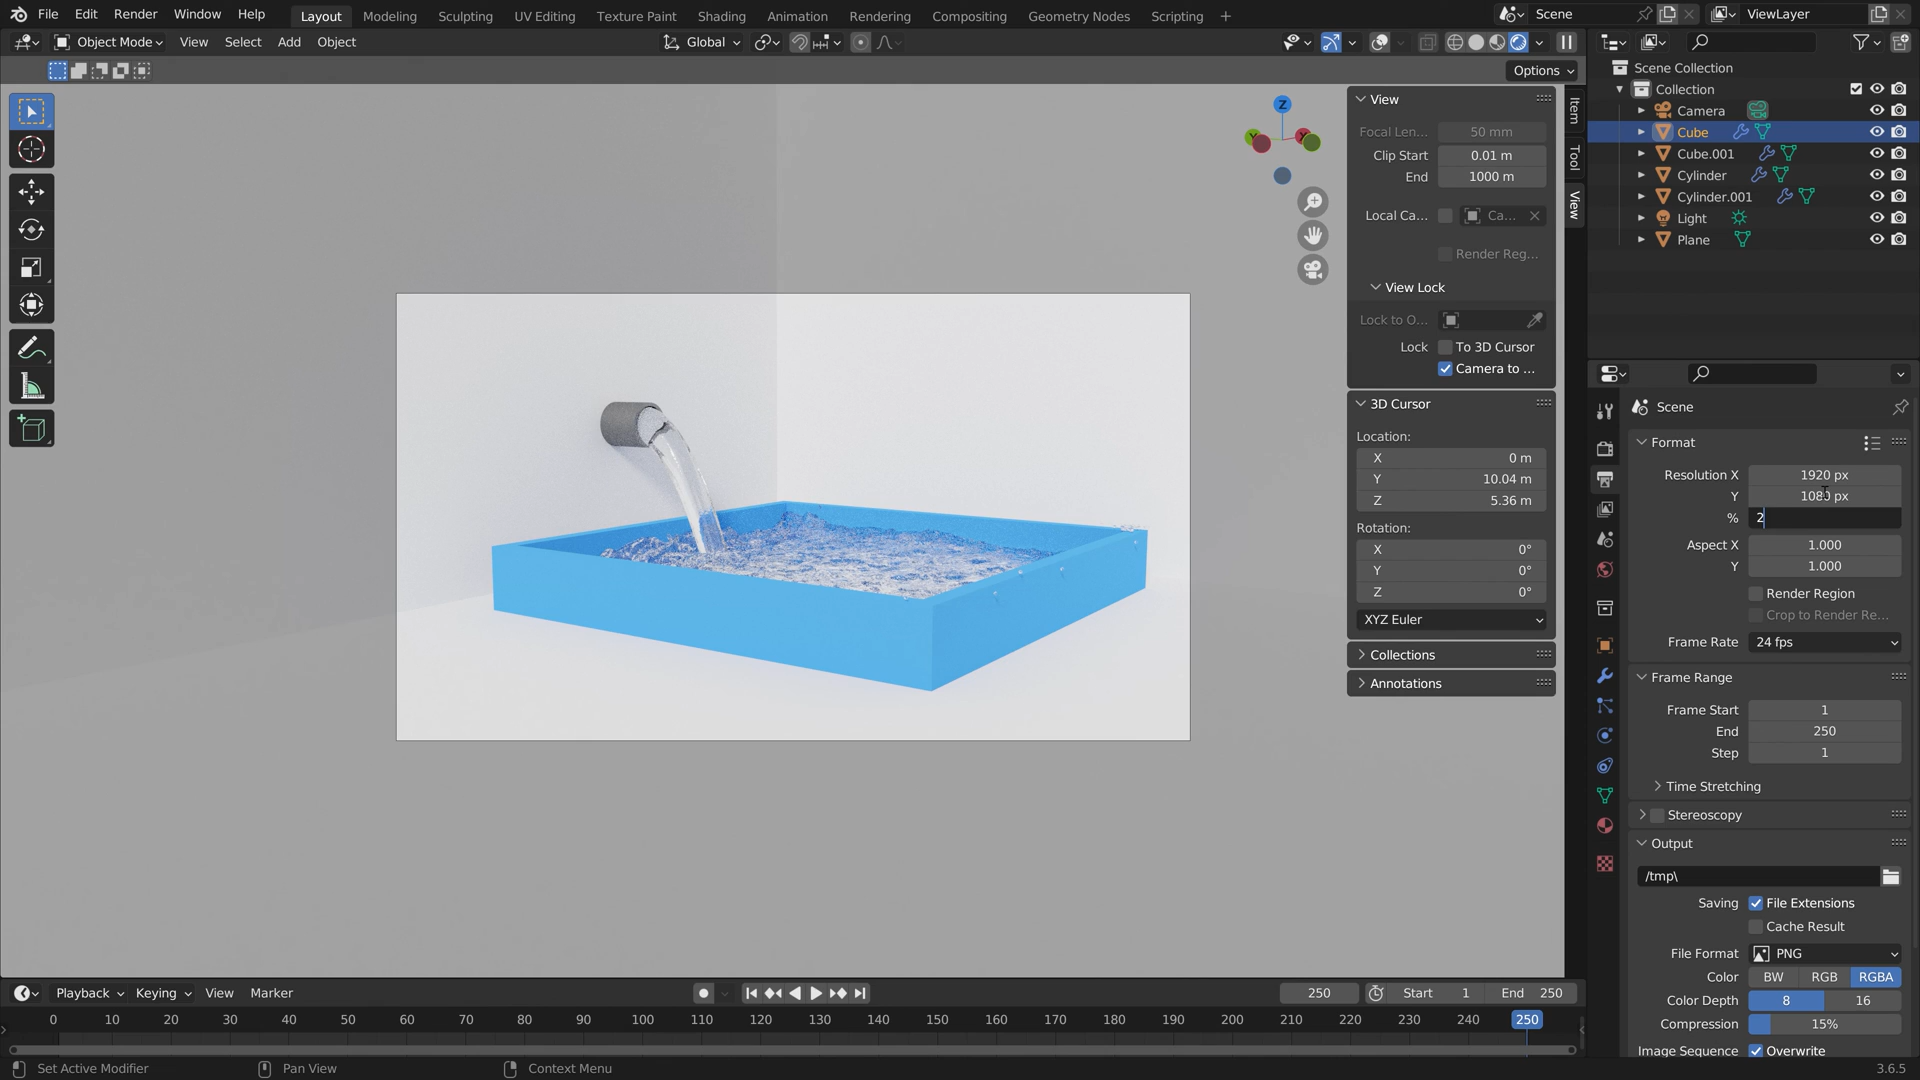 File Edit Render Window Help Layout Modeling Sculpting UV Editing Texture Paint Shading Animation Rendering Compositing Geometry Nodes Scripting + Scene ViewLayer
Object Mode View Select Add Object Global
Options
Scene Collection
Collection
Camera
Cube
Cube.001
Cylinder
Cylinder.001
Light
Plane
Z
Y
X
View
Focal Len... 50 mm
Clip Start 0.01 m
End 1000 m
Local Ca... Ca...
Render Reg...
View Lock
Lock to O...
Lock To 3D Cursor
Camera to ...
3D Cursor
Location:
X 0 m
Y 10.04 m
Z 5.36 m
Rotation:
X 0°
Y 0°
Z 0°
XYZ Euler
Collections
Annotations
Item
Tool
View
Scene
Format
Resolution X 1920 px
Y 1080 px
% 2
Aspect X 1.000
Y 1.000
Render Region
Crop to Render Re...
Frame Rate 24 fps
Frame Range
Frame Start 1
End 250
Step 1
Time Stretching
Stereoscopy
Output
/tmp\
Saving File Extensions
Cache Result
File Format PNG
Color BW RGB RGBA
Color Depth 8 16
Compression 15%
Image Sequence Overwrite
Playback Keying View Marker 250 Start 1 End 250
0 10 20 30 40 50 60 70 80 90 100 110 120 130 140 150 160 170 180 190 200 210 220 230 240 250
Set Active Modifier Pan View Context Menu 3.6.5